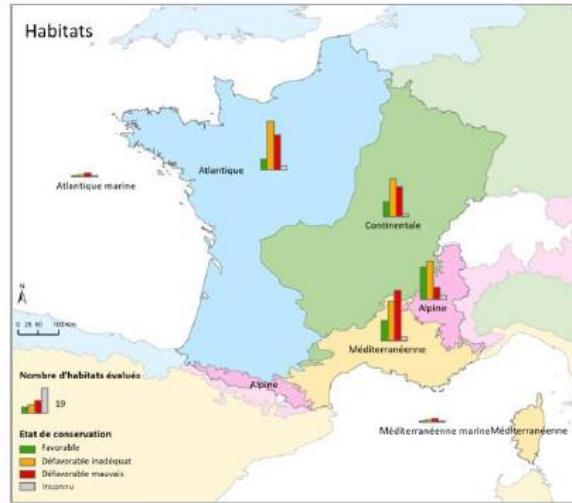 Habitats
Atlantique
Atlantique marine
Continentale
N
Alpine
0 25 50 100 Km
Méditerranéenne
Alpine
Nombre d'habitats évalués
19
Méditerranéenne marine
Méditerranéenne
Etat de conservation
Favorable
Défavorable inadéquat
Défavorable mauvais
Inconnu